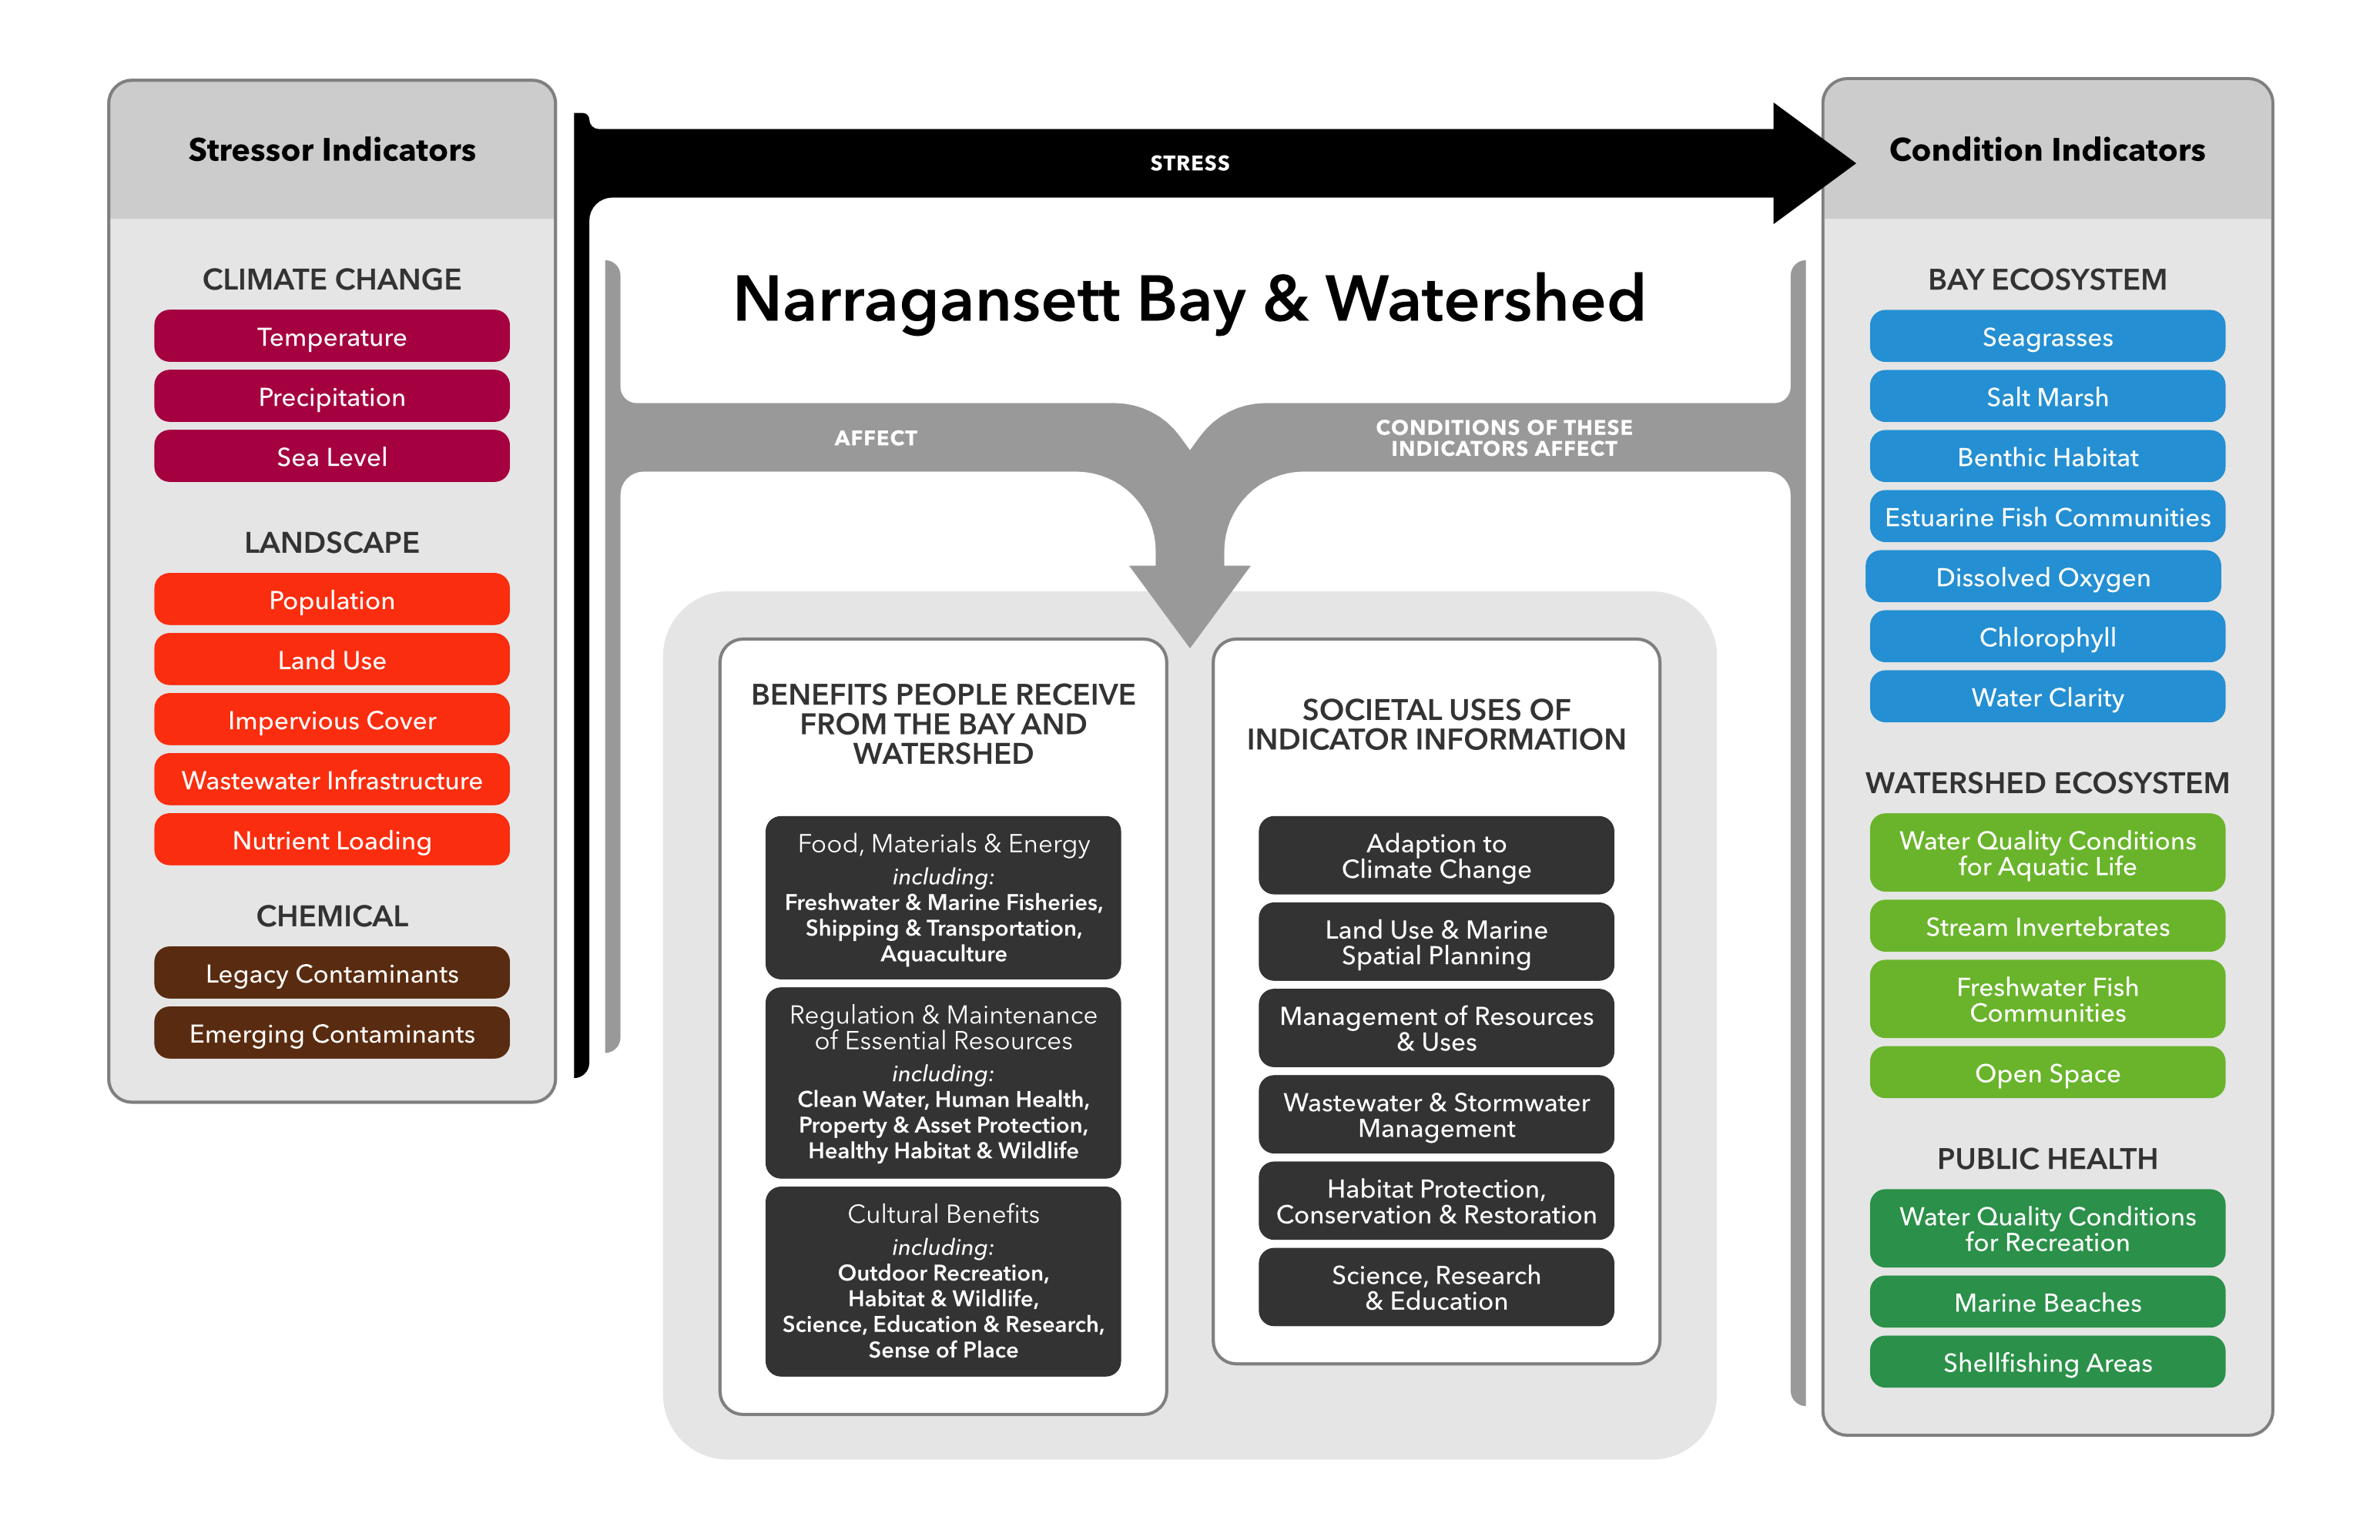 Stressor Indicators
CLIMATE CHANGE
Temperature
Precipitation
Sea Level
LANDSCAPE
Population
Land Use
Impervious Cover
Wastewater Infrastructure
Nutrient Loading
CHEMICAL
Legacy Contaminants
Emerging Contaminants
STRESS
Narragansett Bay & Watershed
AFFECT
CONDITIONS OF THESE
INDICATORS AFFECT
BENEFITS PEOPLE RECEIVE
FROM THE BAY AND
WATERSHED
Food, Materials & Energy
including:
Freshwater & Marine Fisheries,
Shipping & Transportation,
Aquaculture
Regulation & Maintenance
of Essential Resources
including:
Clean Water, Human Health,
Property & Asset Protection,
Healthy Habitat & Wildlife
Cultural Benefits
including:
Outdoor Recreation,
Habitat & Wildlife,
Science, Education & Research,
Sense of Place
SOCIETAL USES OF
INDICATOR INFORMATION
Adaption to
Climate Change
Land Use & Marine
Spatial Planning
Management of Resources
& Uses
Wastewater & Stormwater
Management
Habitat Protection,
Conservation & Restoration
Science, Research
& Education
Condition Indicators
BAY ECOSYSTEM
Seagrasses
Salt Marsh
Benthic Habitat
Estuarine Fish Communities
Dissolved Oxygen
Chlorophyll
Water Clarity
WATERSHED ECOSYSTEM
Water Quality Conditions
for Aquatic Life
Stream Invertebrates
Freshwater Fish
Communities
Open Space
PUBLIC HEALTH
Water Quality Conditions
for Recreation
Marine Beaches
Shellfishing Areas